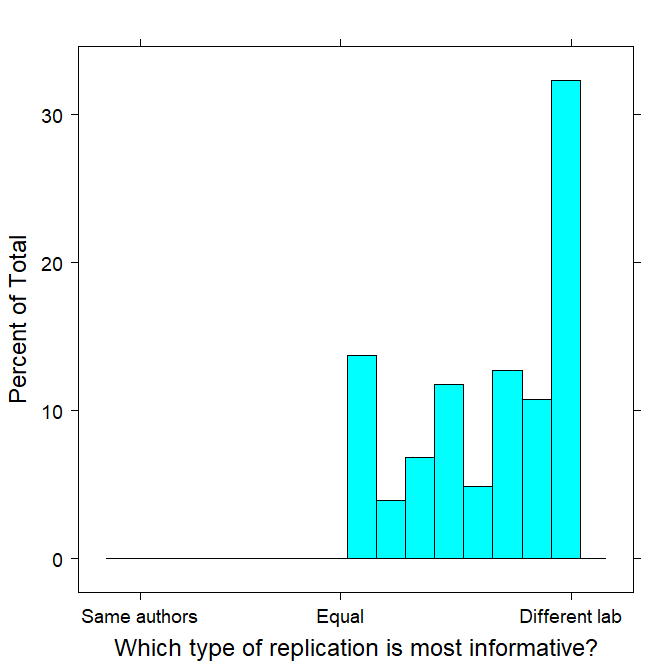 Percent of Total
30
20
10
0
Same authors
Equal
Different lab
Which type of replication is most informative?